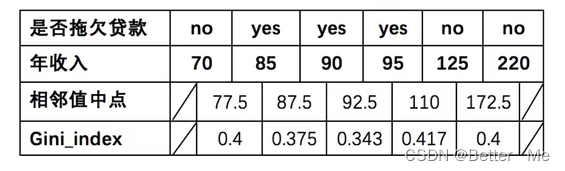 是否拖欠贷款 no yes yes yes no no
年收入 70 85 90 95 125 220
相邻值中点 77.5 87.5 92.5 110 172.5
Gini_index 0.4 0.375 0.343 0.417 0.4
CSDN @Better Me